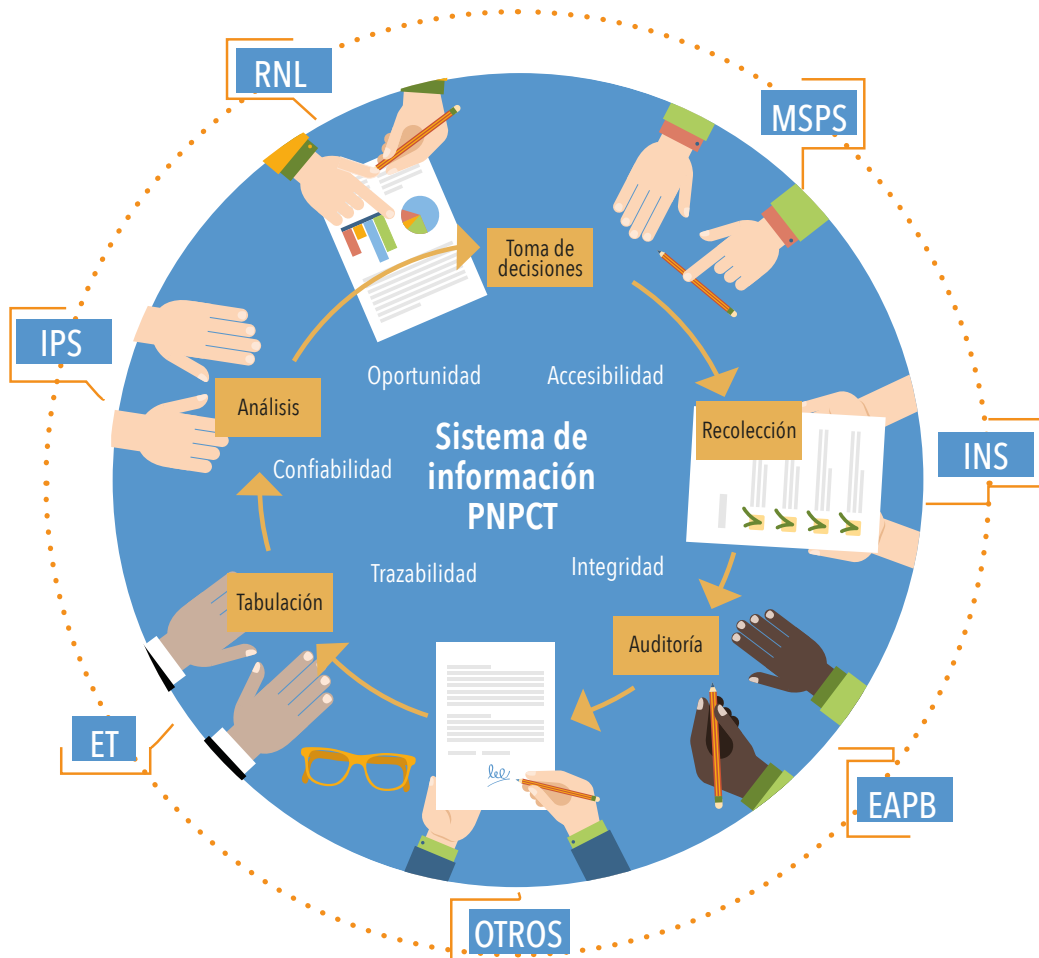 RNL
MSPS
Toma de
decisiones
IPS
Oportunidad
Accesibilidad
Análisis
Recolección
Sistema de
información
PNPCT
INS
Confiabilidad
Trazabilidad
Integridad
Tabulación
Auditoría
ET
lee
EAPB
OTROS